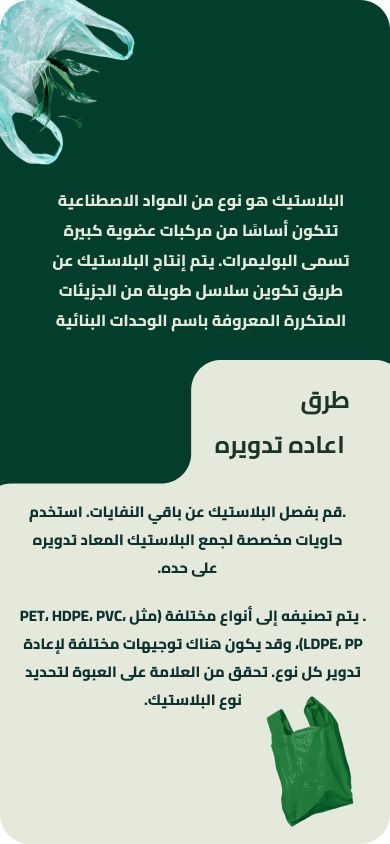 البلاستيك هو نوع من المواد الاصطناعية
تتكون أساسًا من مركبات عضوية كبيرة
تسمى البوليمرات. يتم إنتاج البلاستيك عن
طريق تكوين سلاسل طويلة من الجزيئات
المتكررة المعروفة باسم الوحدات البنائية
طرق
اعاده تدويره
.قم بفصل البلاستيك عن باقي النفايات. استخدم
حاويات مخصصة لجمع البلاستيك المعاد تدويره
على حده.
. يتم تصنيفه إلى أنواع مختلفة (مثل PET، HDPE، PVC،
LDPE، PP)، وقد يكون هناك توجيهات مختلفة لإعادة
تدوير كل نوع. تحقق من العلامة على العبوة لتحديد
نوع البلاستيك.